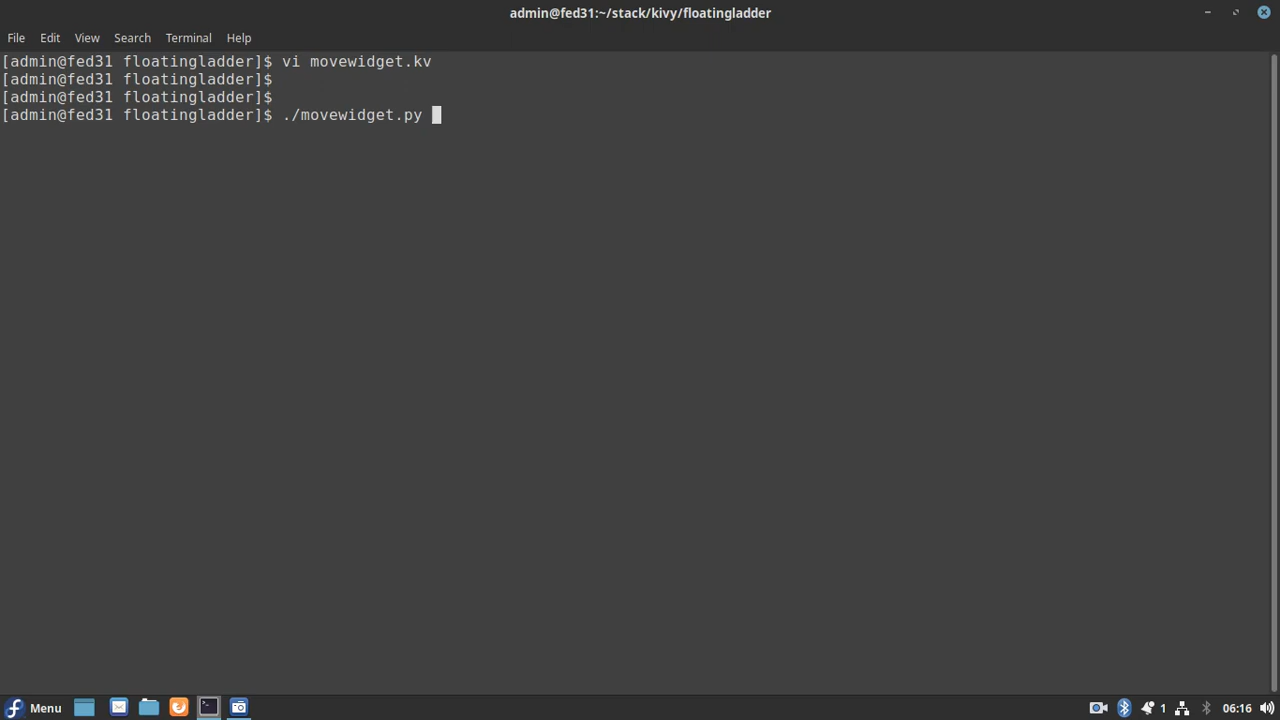 admin@fed31:~/stack/kivy/floatingladder
File Edit View Search Terminal Help
[admin@fed31 floatingladder]$ vi movewidget.kv
[admin@fed31 floatingladder]$
[admin@fed31 floatingladder]$
[admin@fed31 floatingladder]$ ./movewidget.py
Menu 1 06:16